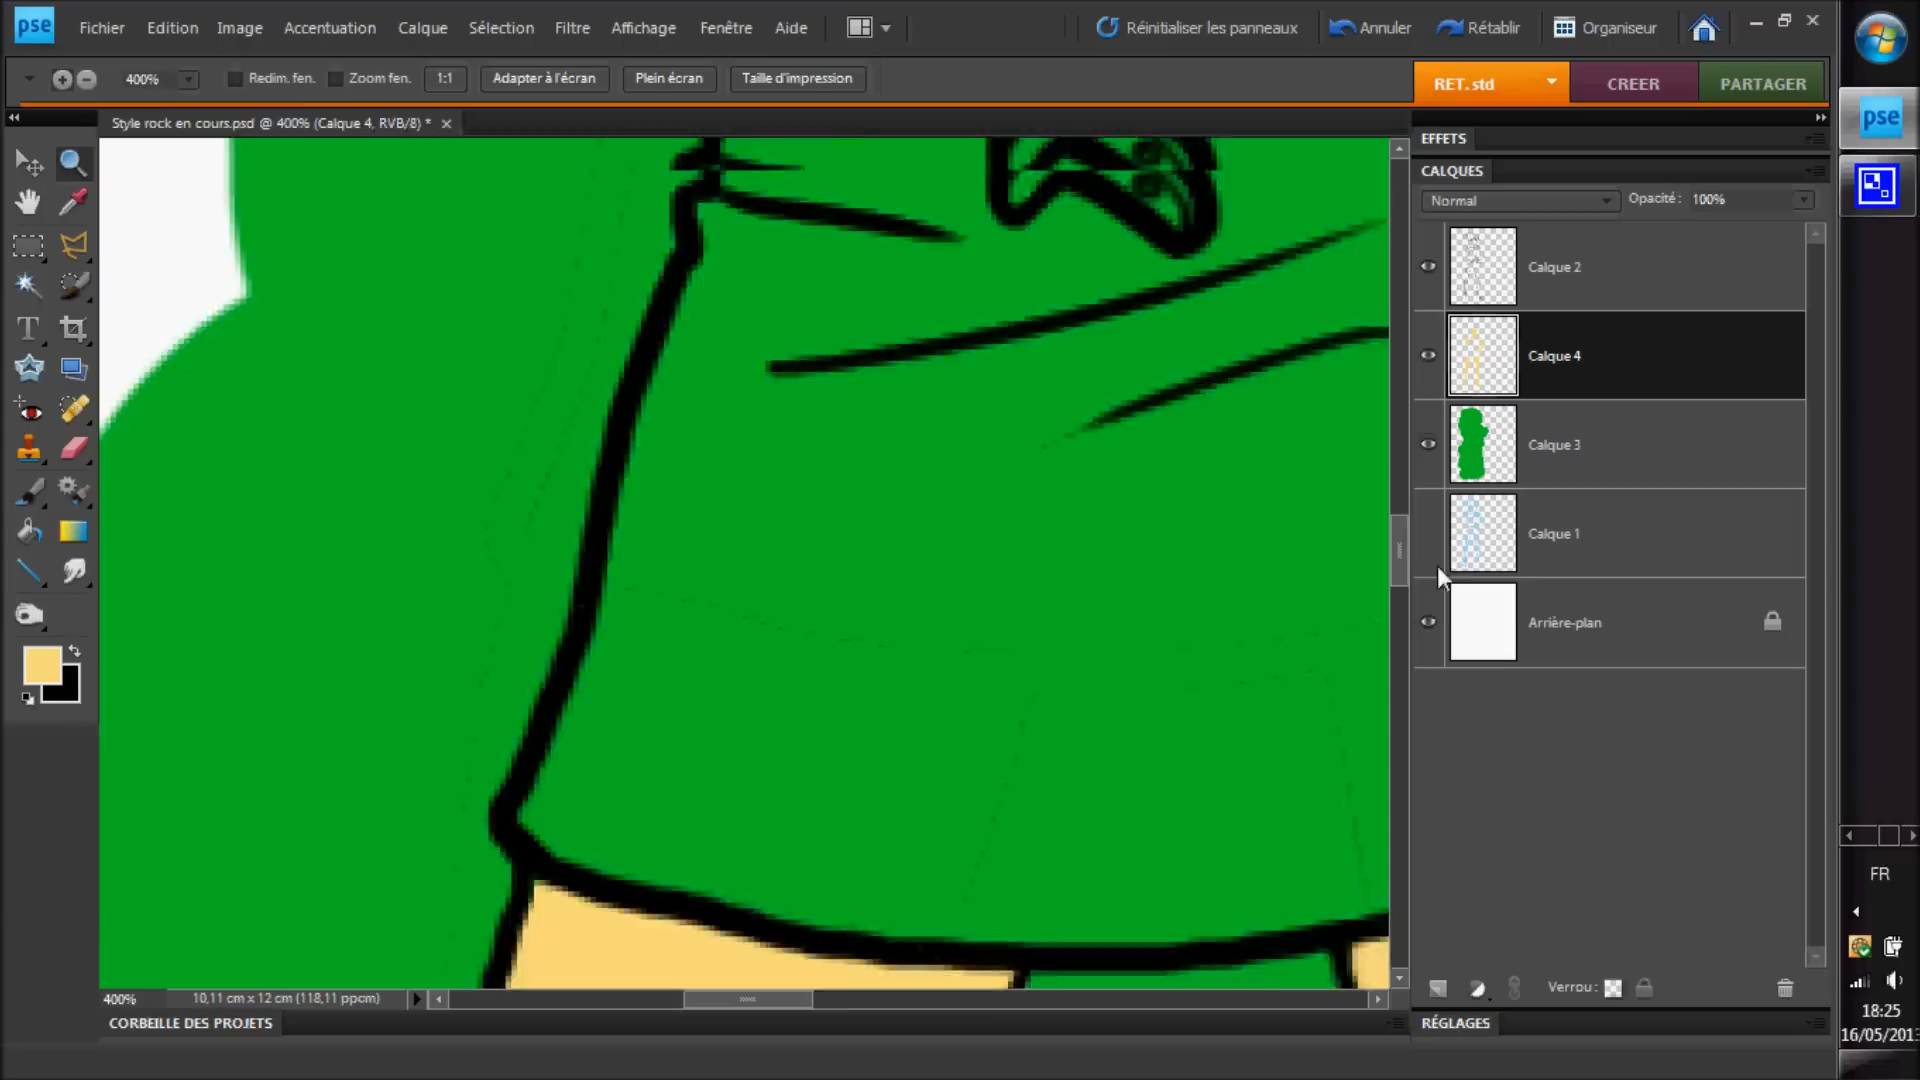 pse Fichier Edition Image Accentuation Calque Sélection Filtre Affichage Fenêtre Aide Réinitialiser les panneaux Annuler Rétablir Organiseur
400% Redim. fen. Zoom fen. 1:1 Adapter à l'écran Plein écran Taille d'impression RET. std CREER PARTAGER
pse
Style rock en cours.psd @ 400% (Calque 4, RVB/8) *
EFFETS
CALQUES
Normal Opacité : 100%
Calque 2
T
Calque 4
Calque 3
Calque 1
Arrière-plan
FR
Verrou :
400% 10,11 cm x 12 cm (118,11 ppcm)
18:25
CORBEILLE DES PROJETS RÉGLAGES
16/05/201